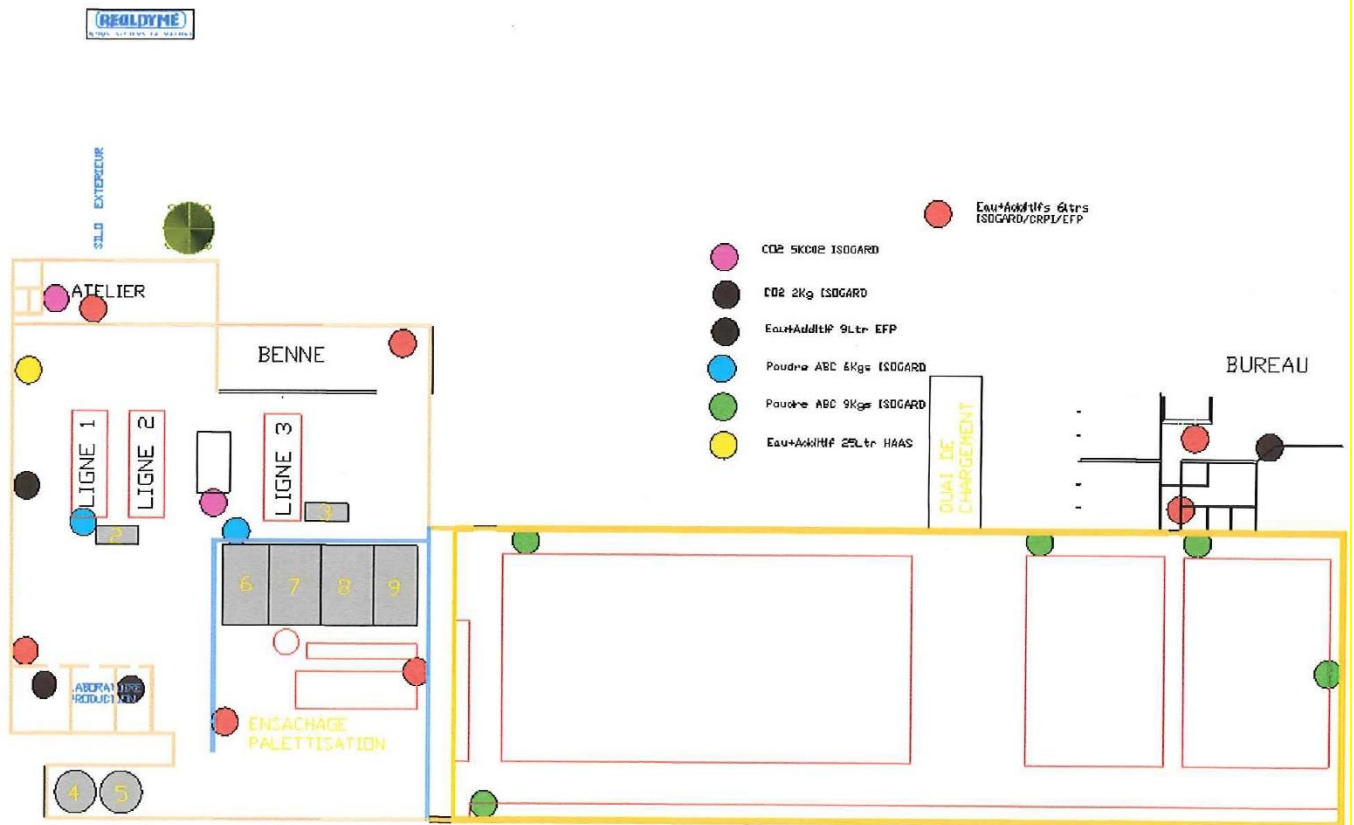 REALDYME
SILO EXTERIEUR
Eau+Additifs 6ltrs
ISOGARD/CRPI/EFP
CO2 5KCO2 ISOGARD
CO2 2Kg ISOGARD
Eau+Additif 9Ltr EFP
Poudre ABC 6Kgs ISOGARD
Poudre ABC 9Kgs ISOGARD
Eau+Additif 25Ltr HAAS
ATELIER
BENNE
BUREAU
LIGNE 1
LIGNE 2
LIGNE 3
QUAI DE
CHARGEMENT
2
3
6
7
8
9
LABORATOIRE
PRODUCTION
ENSACHAGE
PALETTISATION
4
5